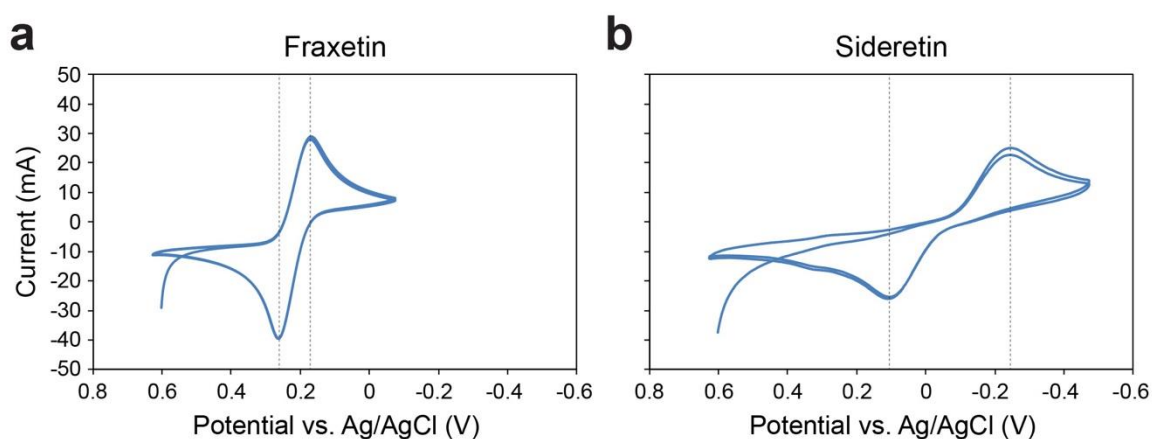 a
Fraxetin
50
40
30
20
10
0
-10
-20
-30
-40
-50
Current (mA)
0.8 0.6 0.4 0.2 0 -0.2 -0.4 -0.6
Potential vs. Ag/AgCl (V)
b
Sideretin
0.8 0.6 0.4 0.2 0 -0.2 -0.4 -0.6
Potential vs. Ag/AgCl (V)